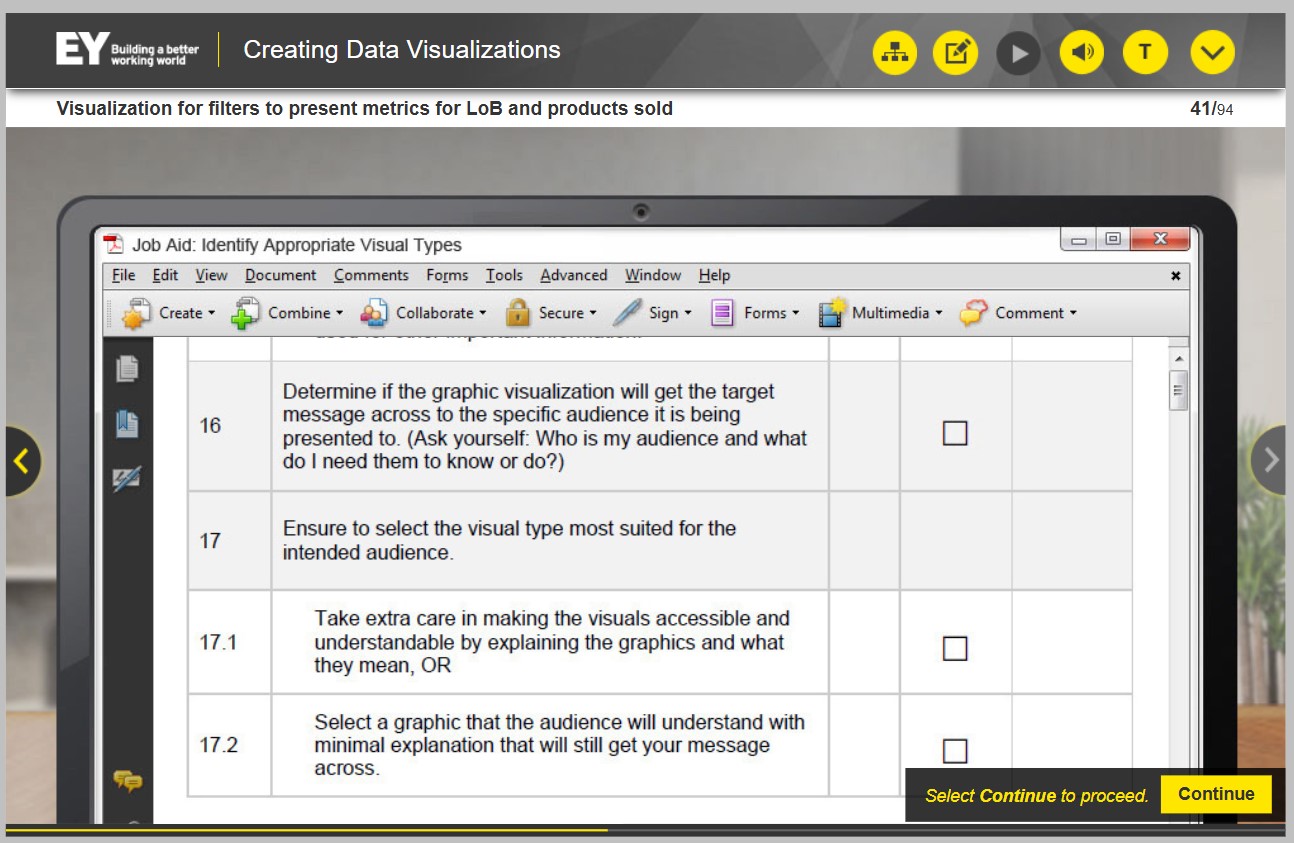 EY Building a better
working world
Creating Data Visualizations
T
Visualization for filters to present metrics for LoB and products sold
41/94
Job Aid: Identify Appropriate Visual Types
File Edit View Document Comments Forms Tools Advanced Window Help
Create Combine Collaborate Secure Sign Forms Multimedia Comment
used for other important information.
16
Determine if the graphic visualization will get the target
message across to the specific audience it is being
presented to. (Ask yourself: Who is my audience and what
do I need them to know or do?)
17
Ensure to select the visual type most suited for the
intended audience.
17.1
Take extra care in making the visuals accessible and
understandable by explaining the graphics and what
they mean, OR
17.2
Select a graphic that the audience will understand with
minimal explanation that will still get your message
across.
Select Continue to proceed.
Continue